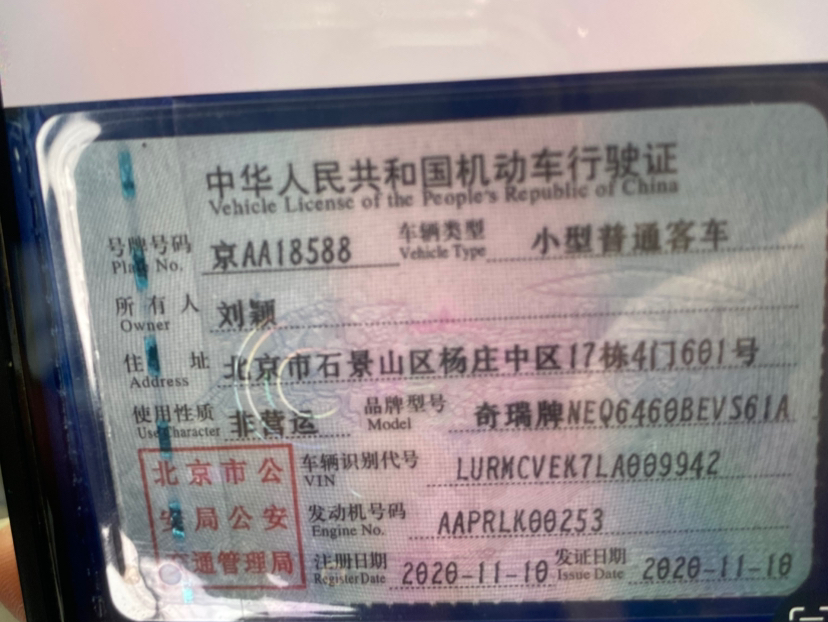 中华人民共和国机动车行驶证
Vehicle License of the People's Republic of China
号牌号码 京AA18588 车辆类型 小型普通客车
Plate No. Vehicle Type
所有人 刘颖
Owner
住址 北京市石景山区杨庄中区17栋4门601号
Address
使用性质 非营运 品牌型号 奇瑞牌NEQ6460BEVS61A
Use Character Model
北京市公 车辆识别代号 LURMCVEK7LA009942
VIN
安局公安 发动机号码 AAPRLK00253
Engine No.
交通管理局 注册日期 2020-11-10 发证日期 2020-11-10
Register Date Issue Date